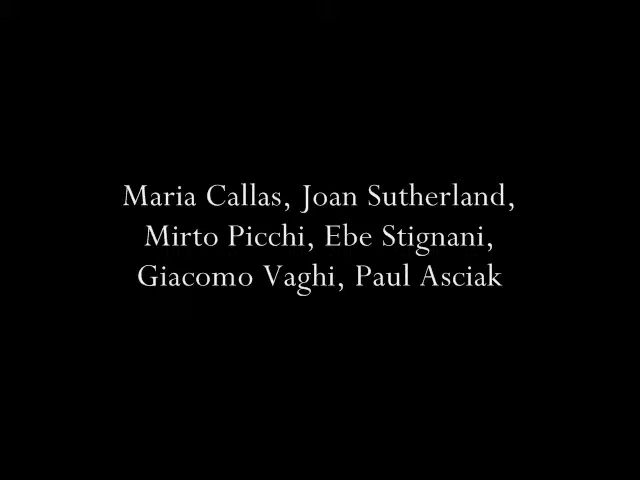 Maria Callas, Joan Sutherland,
Mirto Picchi, Ebe Stignani,
Giacomo Vaghi, Paul Asciak